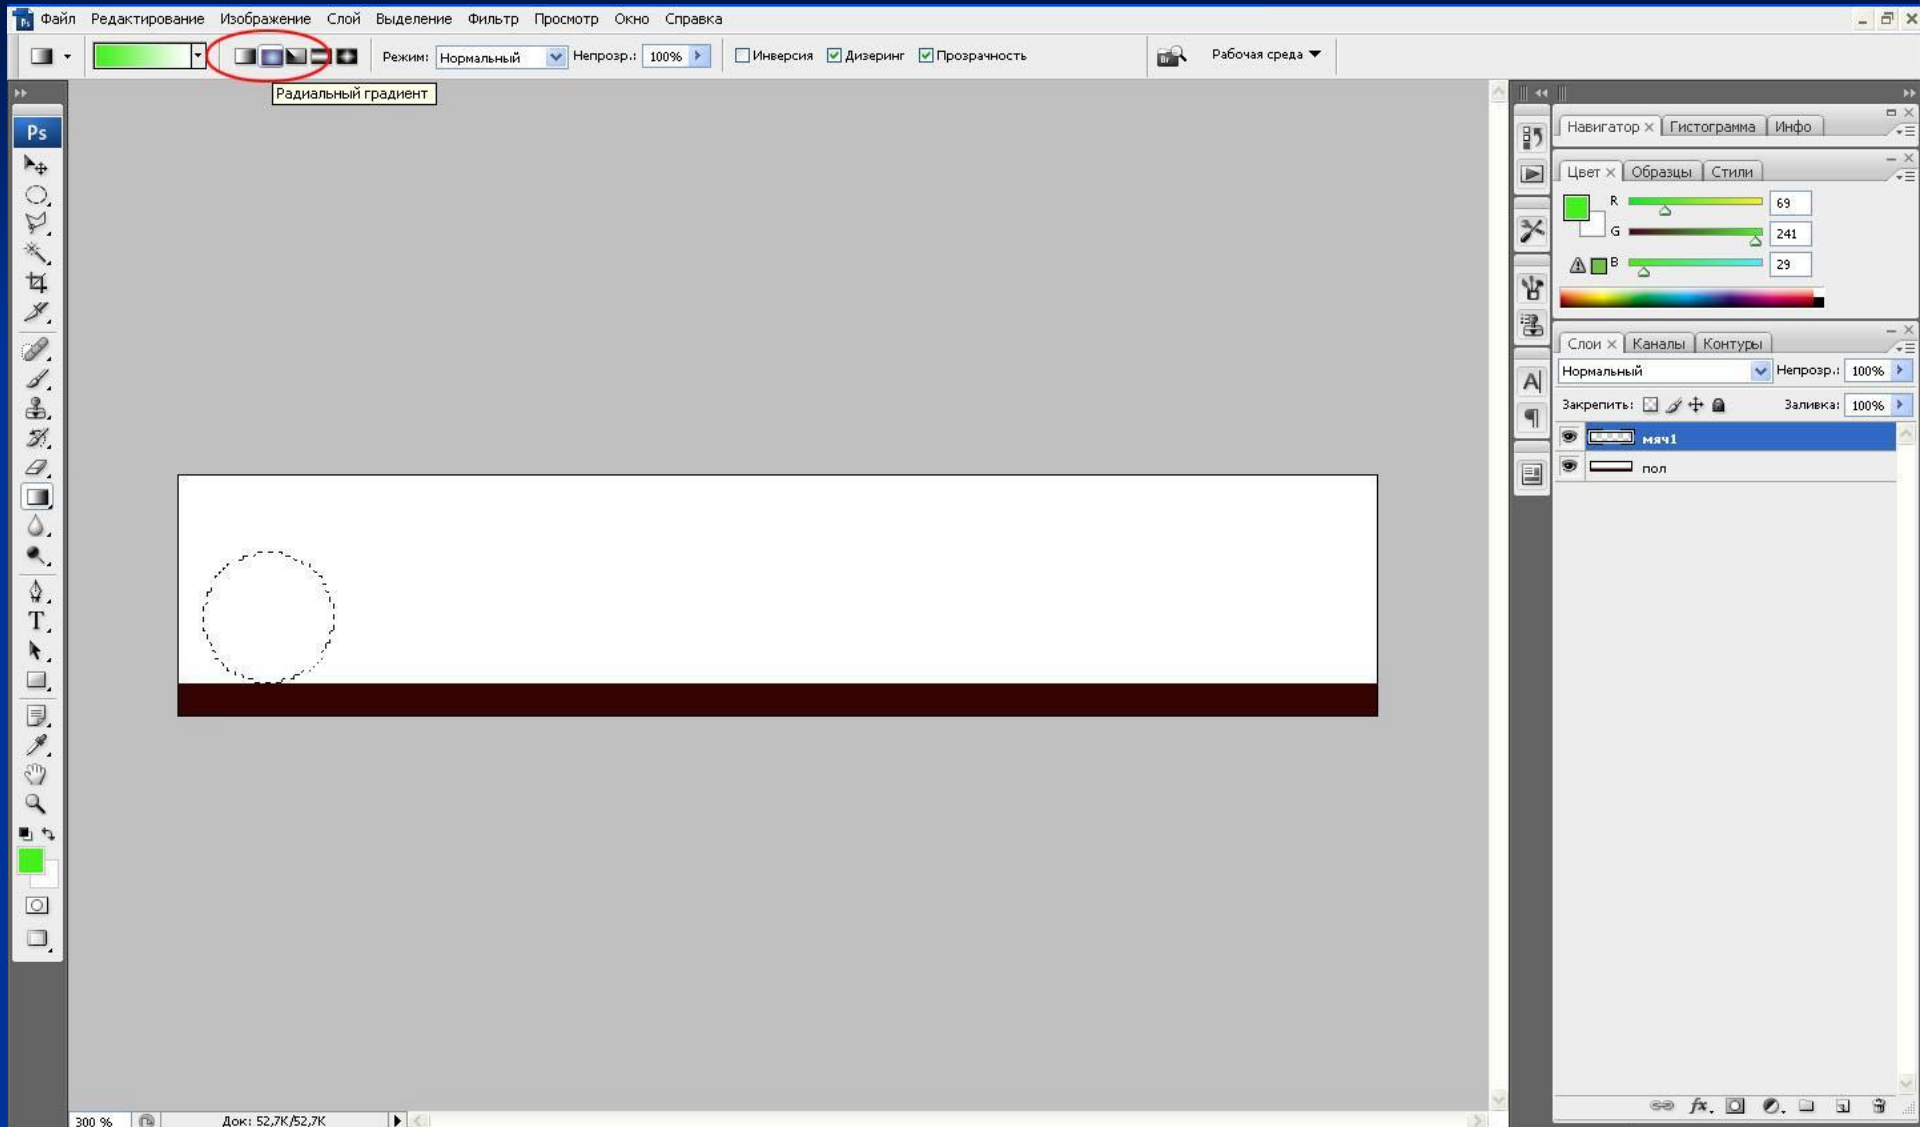 Файл Редактирование Изображение Слой Выделение Фильтр Просмотр Окно Справка
Режим: Нормальный Непрозр.: 100% Инверсия Дизеринг Прозрачность Рабочая среда
Радиальный градиент
Ps
Навигатор Гистограмма Инфо
Цвет Образцы Стили
R 69
G 241
B 29
Слои Каналы Контуры
Нормальный Непрозр.: 100%
Закрепить: Заливка: 100%
мяч1
пол
300 % Док: 52,7K/52,7K